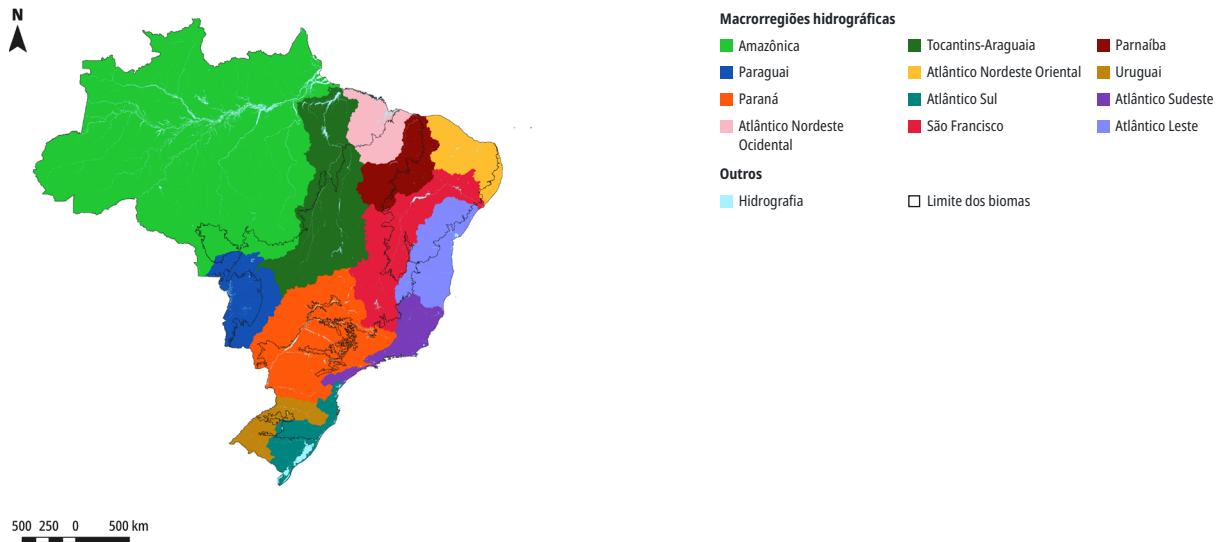 N
500 250 0 500 km
Macrorregiões hidrográficas
Amazônica
Paraguai
Paraná
Atlântico Nordeste
Ocidental
Tocantins-Araguaia
Atlântico Nordeste Oriental
Atlântico Sul
São Francisco
Parnaíba
Uruguai
Atlântico Sudeste
Atlântico Leste
Outros
Hidrografia
Limite dos biomas